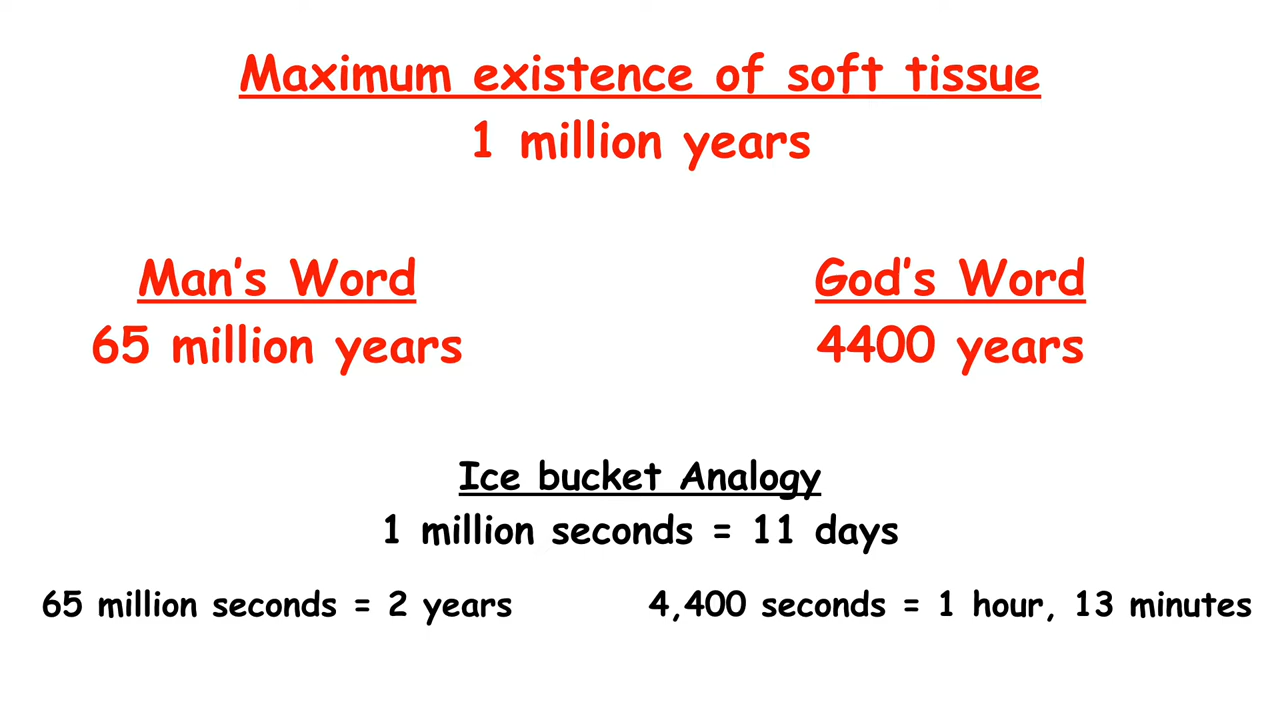 Maximum existence of soft tissue
1 million years
Man's Word
65 million years
God's Word
4400 years
Ice bucket Analogy
1 million seconds = 11 days
65 million seconds = 2 years
4,400 seconds = 1 hour, 13 minutes